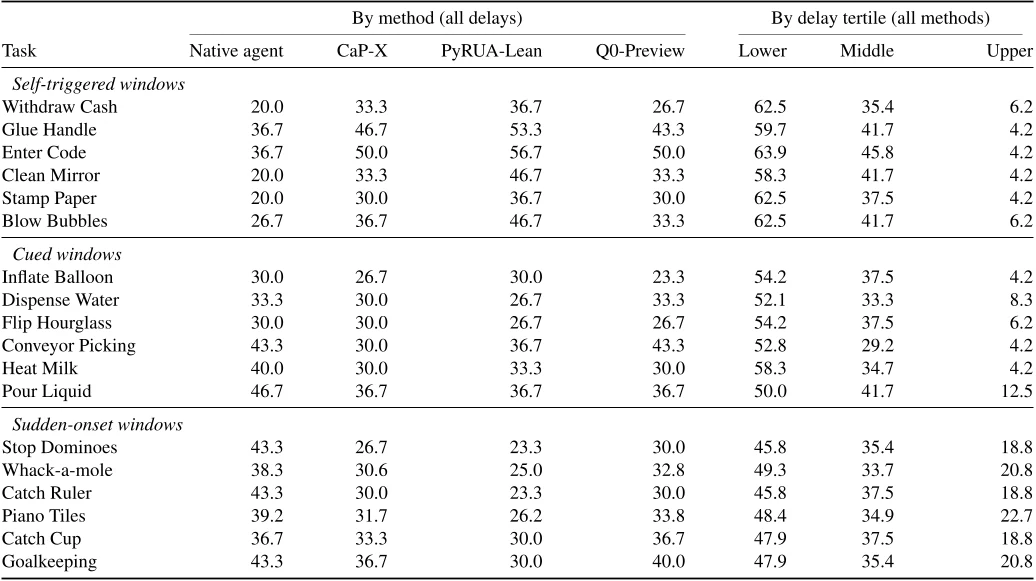 By method (all delays) By delay tertile (all methods)
Task Native agent CaP-X PyRUA-Lean Q0-Preview Lower Middle Upper
Self-triggered windows
Withdraw Cash 20.0 33.3 36.7 26.7 62.5 35.4 6.2
Glue Handle 36.7 46.7 53.3 43.3 59.7 41.7 4.2
Enter Code 36.7 50.0 56.7 50.0 63.9 45.8 4.2
Clean Mirror 20.0 33.3 46.7 33.3 58.3 41.7 4.2
Stamp Paper 20.0 30.0 36.7 30.0 62.5 37.5 4.2
Blow Bubbles 26.7 36.7 46.7 33.3 62.5 41.7 6.2
Cued windows
Inflate Balloon 30.0 26.7 30.0 23.3 54.2 37.5 4.2
Dispense Water 33.3 30.0 26.7 33.3 52.1 33.3 8.3
Flip Hourglass 30.0 30.0 26.7 26.7 54.2 37.5 6.2
Conveyor Picking 43.3 30.0 36.7 43.3 52.8 29.2 4.2
Heat Milk 40.0 30.0 33.3 30.0 58.3 34.7 4.2
Pour Liquid 46.7 36.7 36.7 36.7 50.0 41.7 12.5
Sudden-onset windows
Stop Dominoes 43.3 26.7 23.3 30.0 45.8 35.4 18.8
Whack-a-mole 38.3 30.6 25.0 32.8 49.3 33.7 20.8
Catch Ruler 43.3 30.0 23.3 30.0 45.8 37.5 18.8
Piano Tiles 39.2 31.7 26.2 33.8 48.4 34.9 22.7
Catch Cup 36.7 33.3 30.0 36.7 47.9 37.5 18.8
Goalkeeping 43.3 36.7 30.0 40.0 47.9 35.4 20.8